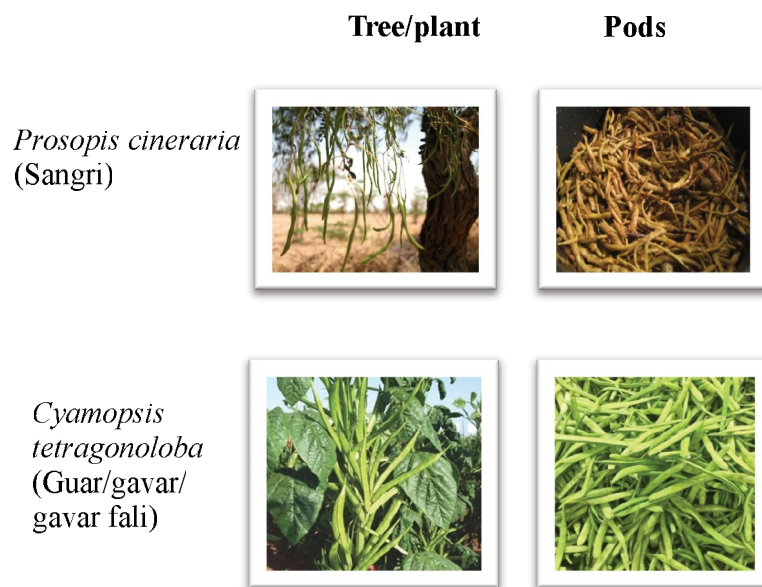 Tree/plant Pods
Prosopis cineraria
(Sangri)
Cyamopsis
tetragonoloba
(Guar/gavar/
gavar fali)